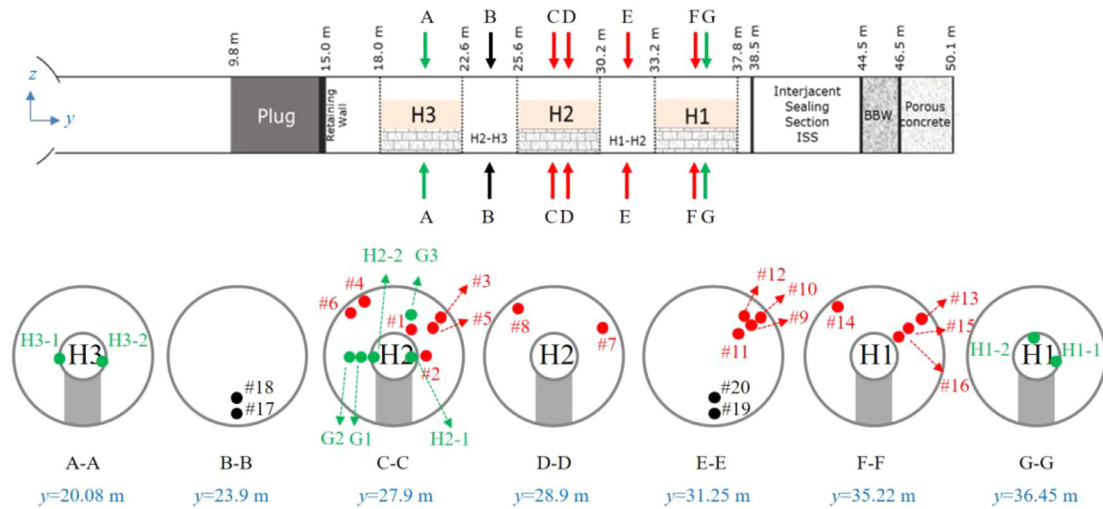 A B C D E F G
9.8 m 15.0 m 18.0 m 22.6 m 25.6 m 30.2 m 33.2 m 37.8 m 38.5 m 44.5 m 46.5 m 50.1 m
z
y
Plug
Retaining
Wall
H3
H2-H3
H2
H1-H2
H1
Interjacent
Sealing
Section
ISS
BBW
Porous
concrete
A B C D E F G
H3-1 H3 H3-2
#18
#17
H2-2 G3
#4 #3
#6
#1 #5
H2
#2
G2 G1 H2-1
#8
#7
H2
#12
#10
#9
#11
#20
#19
#13
#14
#15
H1
#16
H1-2
H1
H1-1
A-A B-B C-C D-D E-E F-F G-G
y=20.08 m y=23.9 m y=27.9 m y=28.9 m y=31.25 m y=35.22 m y=36.45 m